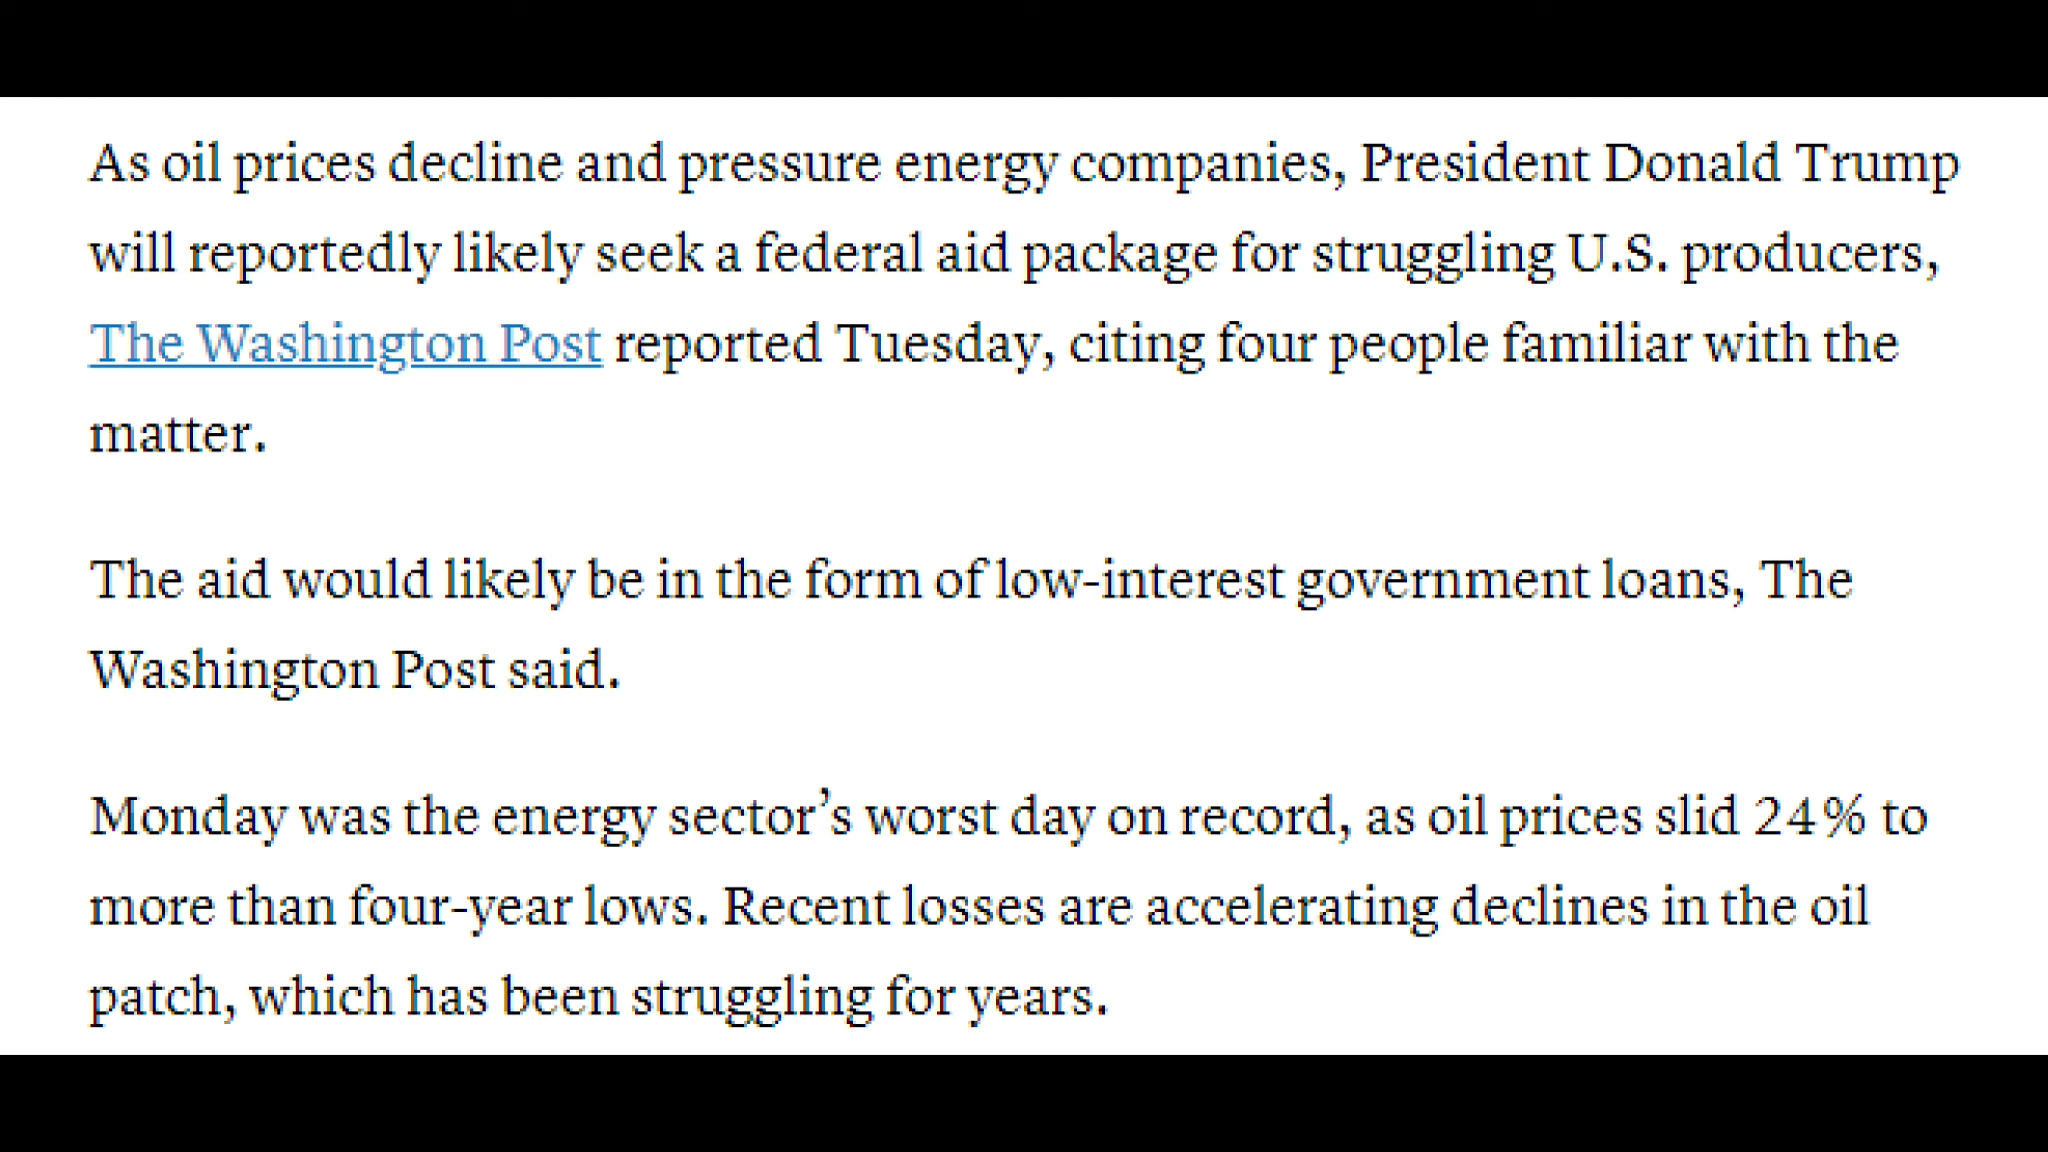 As oil prices decline and pressure energy companies, President Donald Trump
will reportedly likely seek a federal aid package for struggling U.S. producers,
The Washington Post reported Tuesday, citing four people familiar with the
matter.
The aid would likely be in the form of low-interest government loans, The
Washington Post said.
Monday was the energy sector’s worst day on record, as oil prices slid 24% to
more than four-year lows. Recent losses are accelerating declines in the oil
patch, which has been struggling for years.